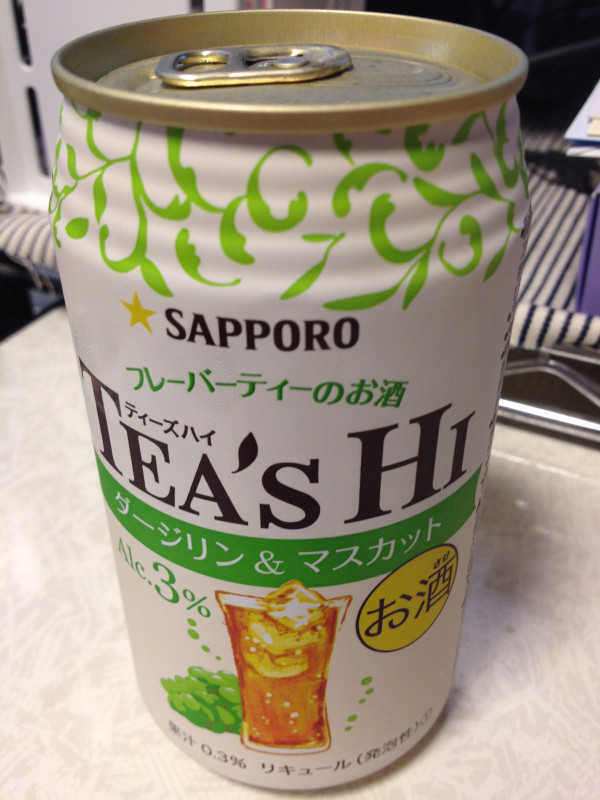 SAPPORO
フレーバーティーのお酒
ティーズハイ
TEA'S HI
ダージリン & マスカット
Alc.3%
さけ
お酒
果汁0.3% リキュール(発泡性)①